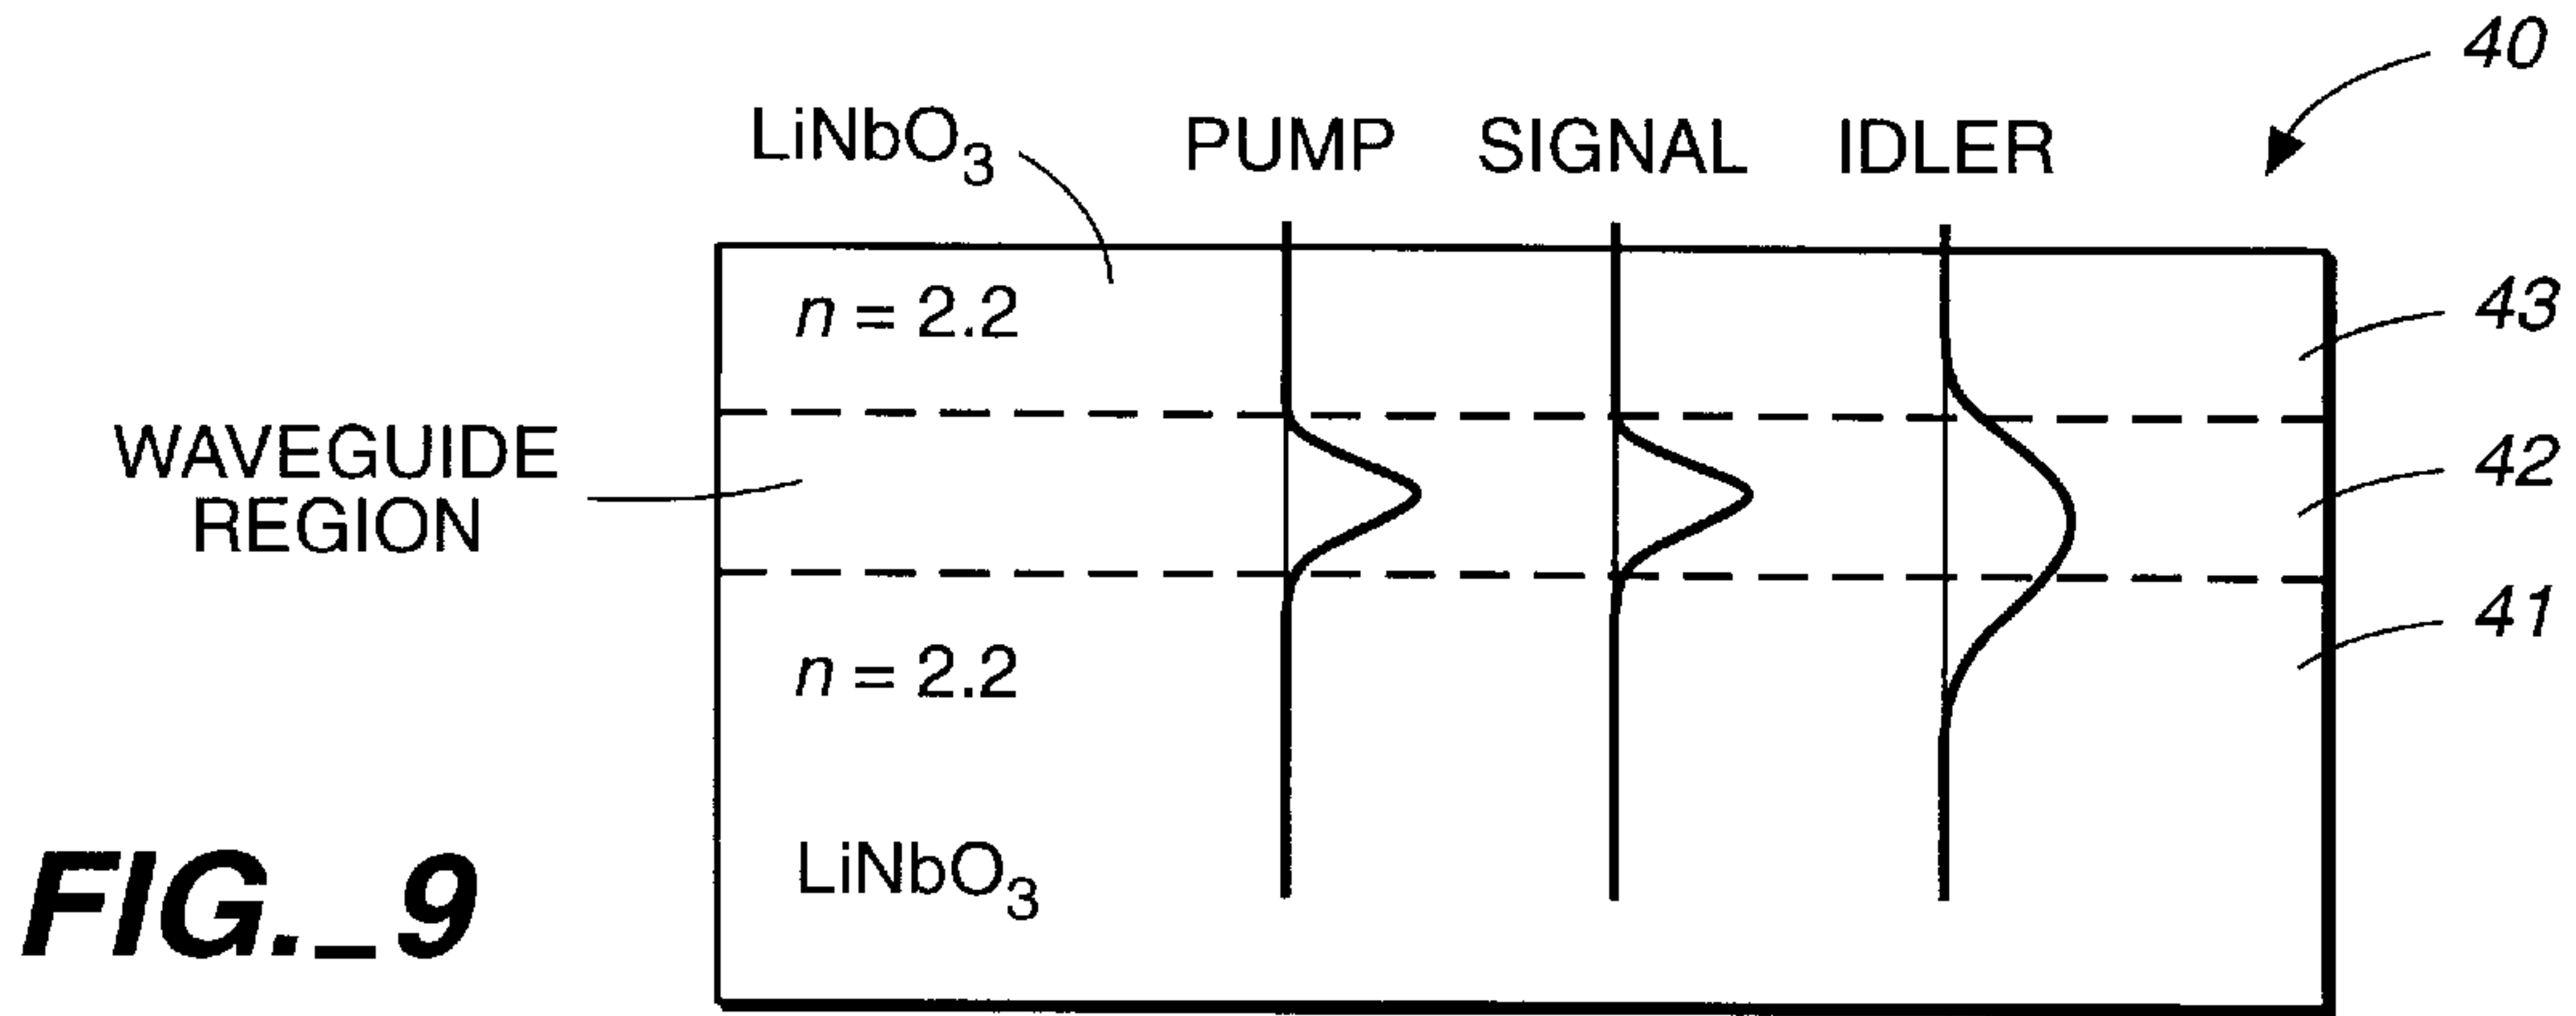 40
LiNbO3 PUMP SIGNAL IDLER
n = 2.2
43
WAVEGUIDE
REGION
42
41
n = 2.2
LiNbO3
FIG._9